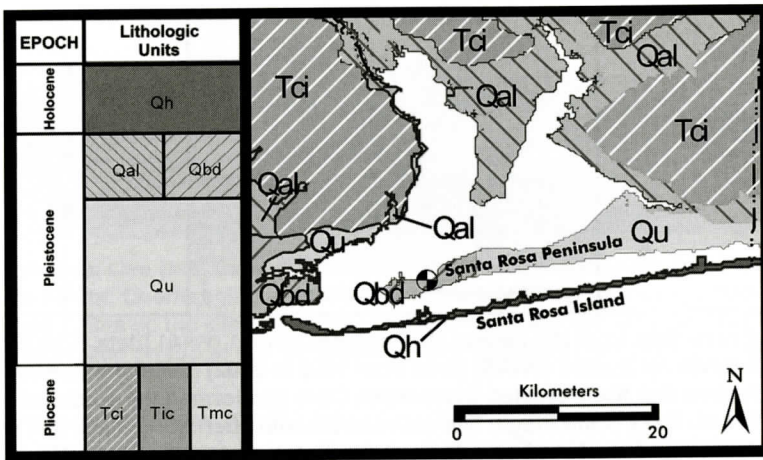 EPOCH
Lithologic
Units
Holocene
Qh
Pleistocene
Qal
Qbd
Qu
Pliocene
Tci
Tic
Tmc
Tci
Tci
Tci
Qal
Qal
Tci
Qal
Qal
Qu
Qu
Santa Rosa Peninsula
Qbd
Qbd
Santa Rosa Island
Qh
Kilometers
0
20
N